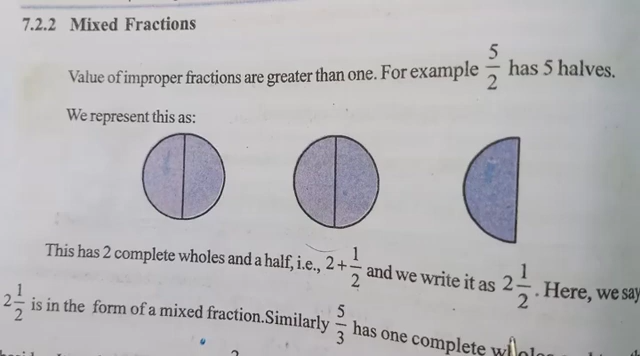 7.2.2 Mixed Fractions
Value of improper fractions are greater than one. For example 5/2 has 5 halves.
We represent this as:
This has 2 complete wholes and a half, i.e., 2+1/2 and we write it as 2 1/2. Here, we say
2 1/2 is in the form of a mixed fraction.Similarly 5/3 has one complete